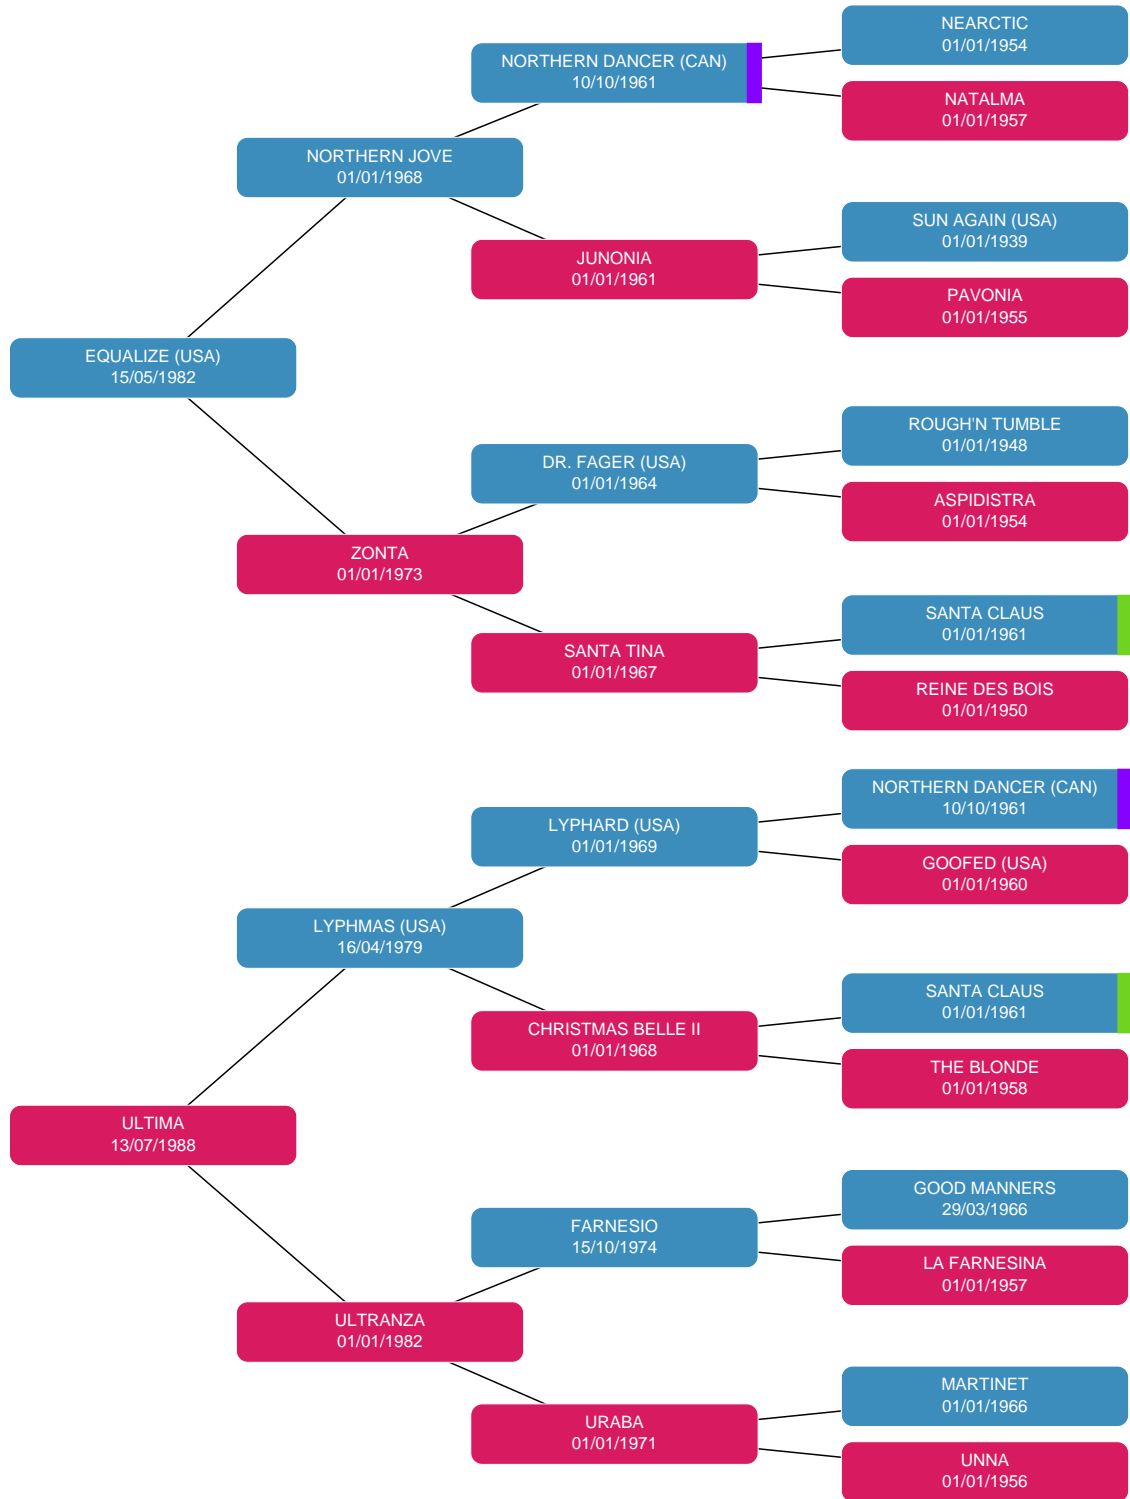 NEARCTIC
01/01/1954
NORTHERN DANCER (CAN)
10/10/1961
NATALMA
01/01/1957
NORTHERN JOVE
01/01/1968
SUN AGAIN (USA)
01/01/1939
JUNONIA
01/01/1961
PAVONIA
01/01/1955
EQUALIZE (USA)
15/05/1982
ROUGH'N TUMBLE
01/01/1948
DR. FAGER (USA)
01/01/1964
ASPIDISTRA
01/01/1954
ZONTA
01/01/1973
SANTA CLAUS
01/01/1961
SANTA TINA
01/01/1967
REINE DES BOIS
01/01/1950
NORTHERN DANCER (CAN)
10/10/1961
LYPHARD (USA)
01/01/1969
GOOFED (USA)
01/01/1960
LYPHMAS (USA)
16/04/1979
SANTA CLAUS
01/01/1961
CHRISTMAS BELLE II
01/01/1968
THE BLONDE
01/01/1958
ULTIMA
13/07/1988
GOOD MANNERS
29/03/1966
FARNESIO
15/10/1974
LA FARNESINA
01/01/1957
ULTRANZA
01/01/1982
MARTINET
01/01/1966
URABA
01/01/1971
UNNA
01/01/1956